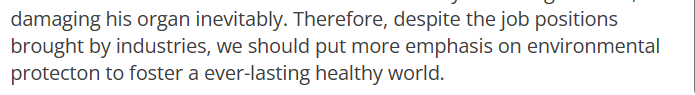 damaging his organ inevitably. Therefore, despite the job positions
brought by industries, we should put more emphasis on environmental
protecton to foster a ever-lasting healthy world.